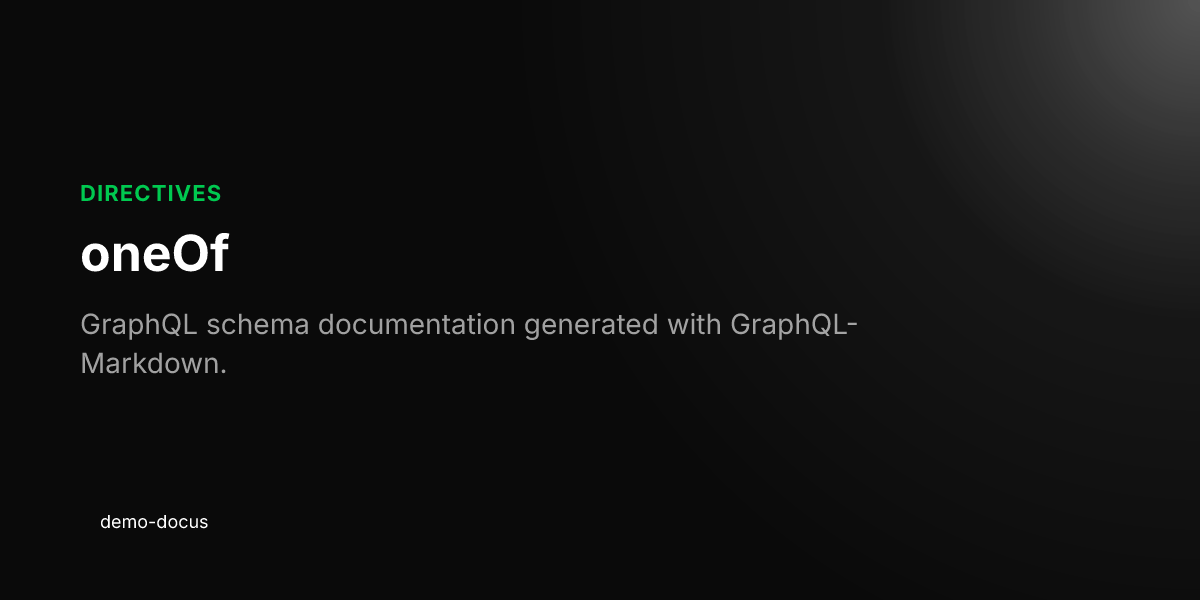 DIRECTIVES
oneOf
GraphQL schema documentation generated with GraphQL-
Markdown.
demo-docus